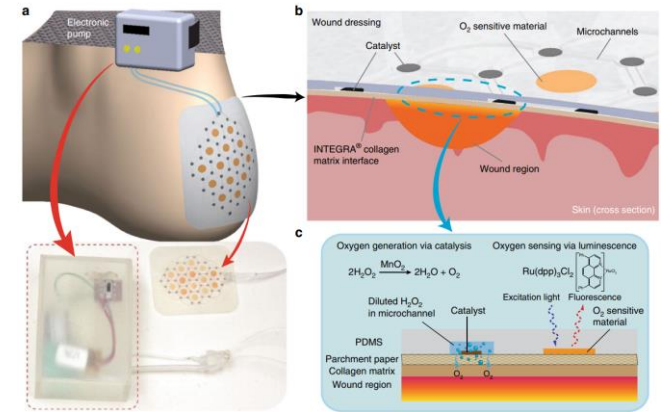 a
Electronic
pump
b
Wound dressing
O₂ sensitive material
Microchannels
Catalyst
INTEGRA® collagen
matrix interface
Wound region
Skin (cross section)
c
Oxygen generation via catalysis
MnO₂
2H₂O₂ → 2H₂O + O₂
Oxygen sensing via luminescence
Ru(dpp)₃Cl₂
Excitation light
Fluorescence
Diluted H₂O₂
in microchannel
Catalyst
O₂ sensitive
material
PDMS
Parchment paper
Collagen matrix
Wound region
O₂
O₂